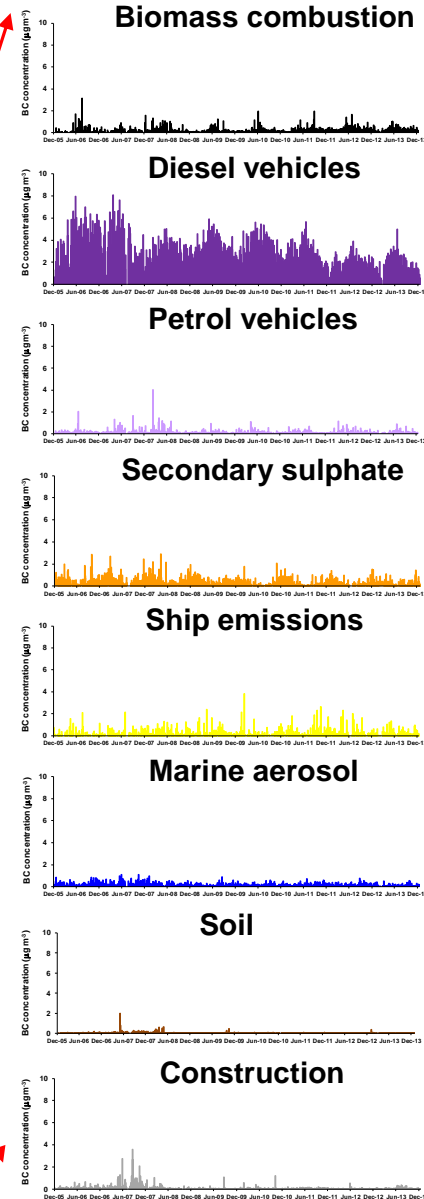 Biomass combustion
BC concentration (µg m-3)
10
8
6
4
2
0
Dec-05 Jun-06 Dec-06 Jun-07 Dec-07 Jun-08 Dec-08 Jun-09 Dec-09 Jun-10 Dec-10 Jun-11 Dec-11 Jun-12 Dec-12 Jun-13 Dec-1
Diesel vehicles
BC concentration (µg m-3)
10
8
6
4
2
0
Dec-05 Jun-06 Dec-06 Jun-07 Dec-07 Jun-08 Dec-08 Jun-09 Dec-09 Jun-10 Dec-10 Jun-11 Dec-11 Jun-12 Dec-12 Jun-13 Dec-1
Petrol vehicles
BC concentration (µg m-3)
10
8
6
4
2
0
Dec-05 Jun-06 Dec-06 Jun-07 Dec-07 Jun-08 Dec-08 Jun-09 Dec-09 Jun-10 Dec-10 Jun-11 Dec-11 Jun-12 Dec-12 Jun-13 Dec-13
Secondary sulphate
BC concentration (µg m-3)
10
8
6
4
2
0
Dec-05 Jun-06 Dec-06 Jun-07 Dec-07 Jun-08 Dec-08 Jun-09 Dec-09 Jun-10 Dec-10 Jun-11 Dec-11 Jun-12 Dec-12 Jun-13 Dec-1
Ship emissions
BC concentration (µg m-3)
10
8
6
4
2
0
Dec-05 Jun-06 Dec-06 Jun-07 Dec-07 Jun-08 Dec-08 Jun-09 Dec-09 Jun-10 Dec-10 Jun-11 Dec-11 Jun-12 Dec-12 Jun-13 Dec-1
Marine aerosol
BC concentration (µg m-3)
10
8
6
4
2
0
Dec-05 Jun-06 Dec-06 Jun-07 Dec-07 Jun-08 Dec-08 Jun-09 Dec-09 Jun-10 Dec-10 Jun-11 Dec-11 Jun-12 Dec-12 Jun-13 Dec-1
Soil
BC concentration (µg m-3)
10
8
6
4
2
0
Dec-05 Jun-06 Dec-06 Jun-07 Dec-07 Jun-08 Dec-08 Jun-09 Dec-09 Jun-10 Dec-10 Jun-11 Dec-11 Jun-12 Dec-12 Jun-13 Dec-13
Construction
BC concentration (µg m-3)
10
8
6
4
2
0
Dec-05 Jun-06 Dec-06 Jun-07 Dec-07 Jun-08 Dec-08 Jun-09 Dec-09 Jun-10 Dec-10 Jun-11 Dec-11 Jun-12 Dec-12 Jun-13 Dec-1